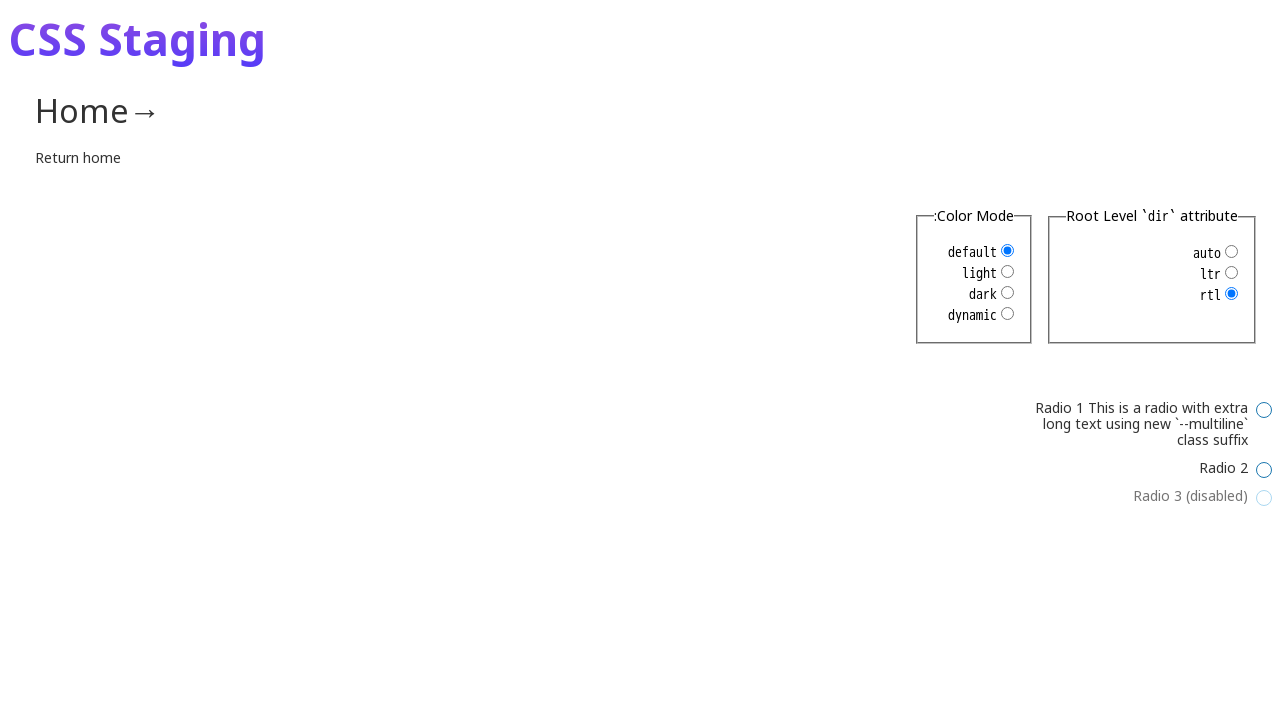 CSS Staging
Home→
Return home
Root Level `dir` attribute
auto
ltr
rtl
:Color Mode
default
light
dark
dynamic
Radio 1 This is a radio with extra
long text using new `--multiline`
class suffix
Radio 2
Radio 3 (disabled)